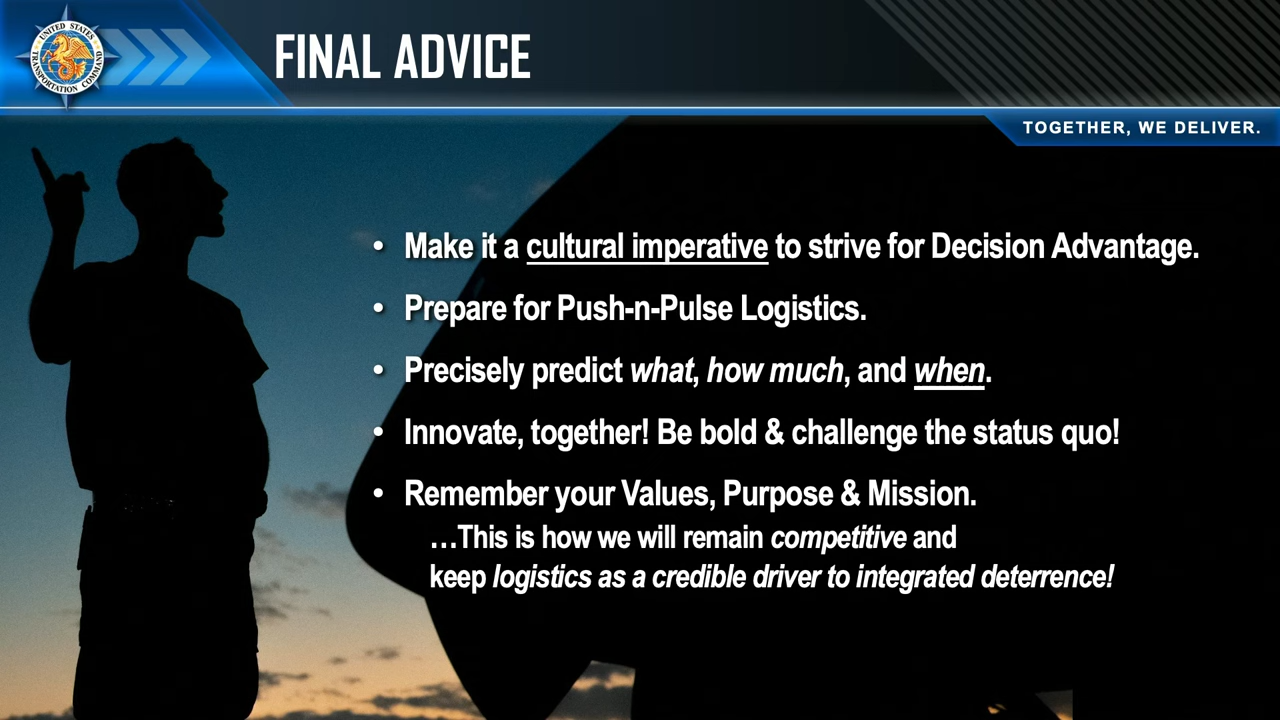 UNITED STATES
TRANSPORTATION COMMAND
FINAL ADVICE
TOGETHER, WE DELIVER.
• Make it a cultural imperative to strive for Decision Advantage.
• Prepare for Push-n-Pulse Logistics.
• Precisely predict what, how much, and when.
• Innovate, together! Be bold & challenge the status quo!
• Remember your Values, Purpose & Mission.
…This is how we will remain competitive and
keep logistics as a credible driver to integrated deterrence!